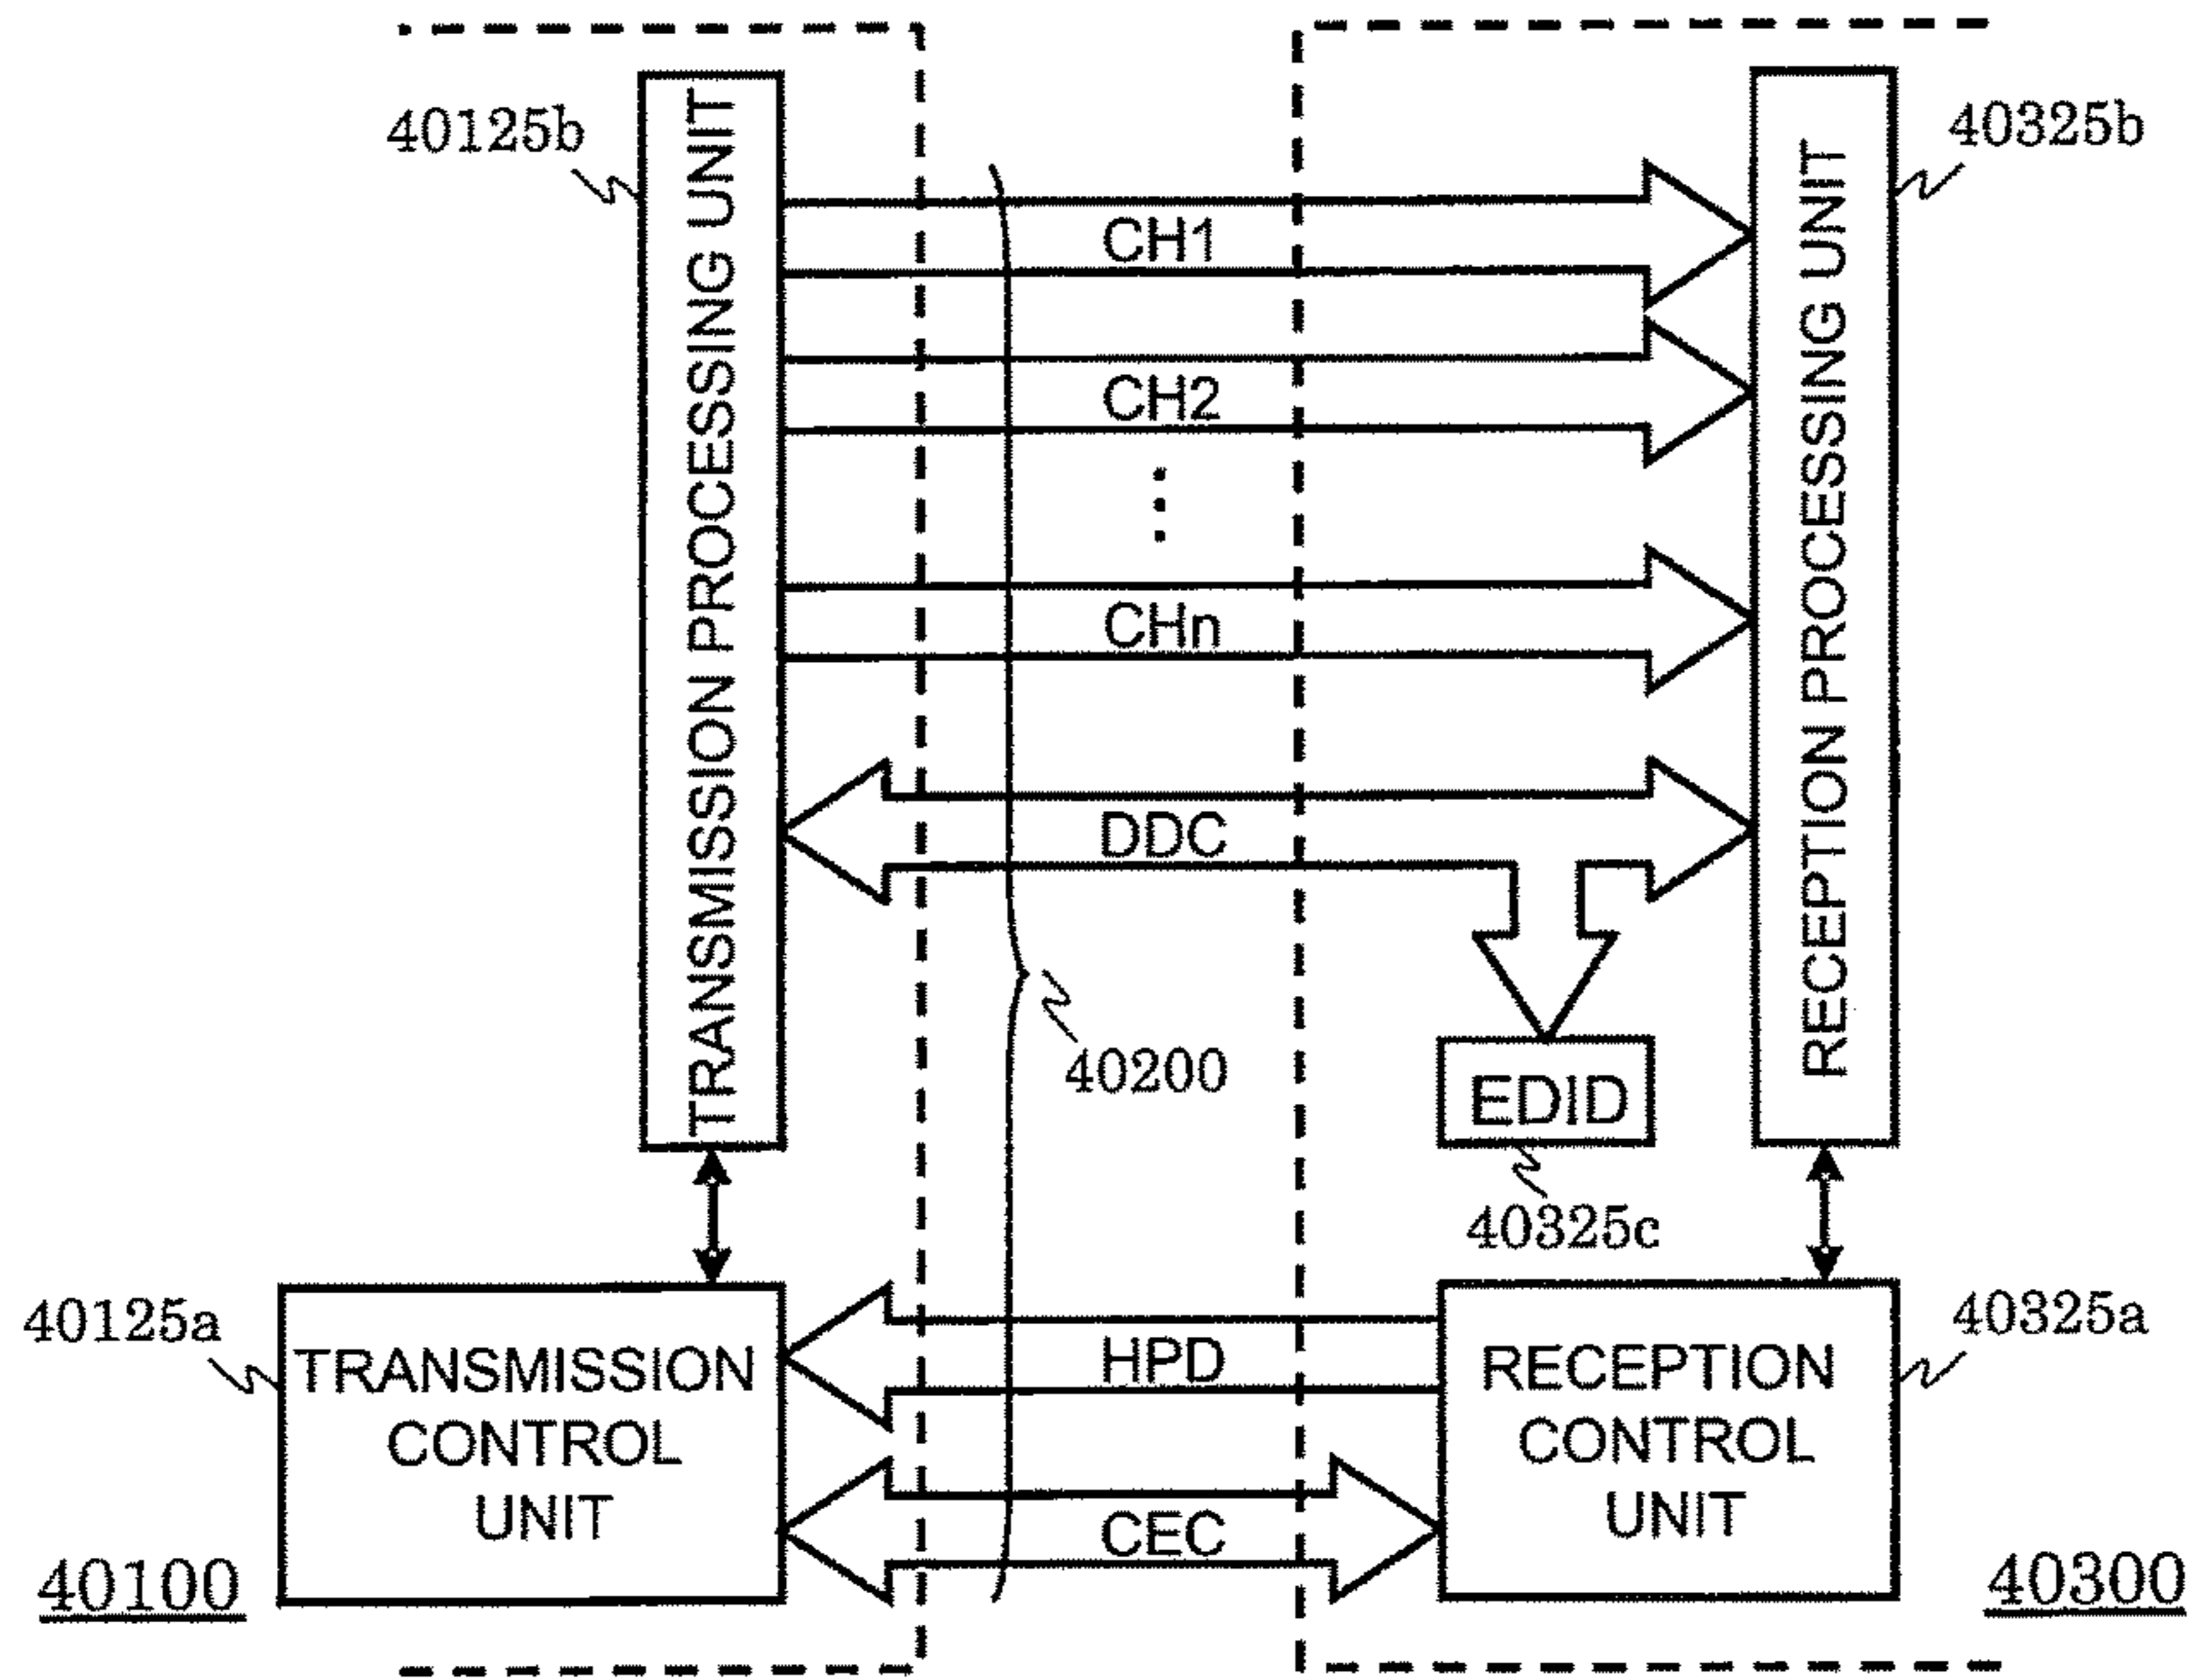 40125b
TRANSMISSION PROCESSING UNIT
CH1
CH2
⋮
CHn
DDC
40200
RECEPTION PROCESSING UNIT
40325b
EDID
40325c
40125a
TRANSMISSION
CONTROL
UNIT
40100
HPD
CEC
RECEPTION
CONTROL
UNIT
40325a
40300